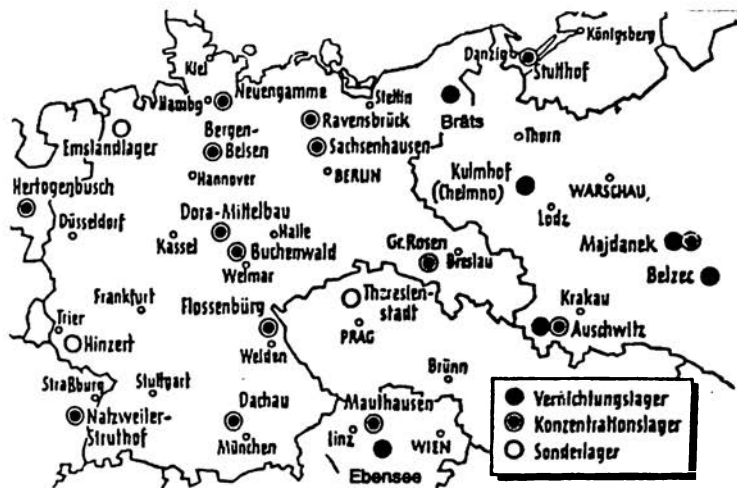 Königsberg
Danzig
Stutthof
Kiel
Neuengamme
Hambg
Stettin
Ravensbrück
Bräts
Bergen-
Belsen
Sachsenhausen
Thorn
Emslandlager
Hannover
BERLIN
Kulmhof
(Chelmno)
WARSCHAU
Hertogenbusch
Lodz
Düsseldorf
Dora-Mittelbau
Kassel
Halle
Buchenwald
Weimar
Gr. Rosen
Breslau
Majdanek
Belzec
Frankfurt
Flossenbürg
Theresien-
stadt
Krakau
Auschwitz
Trier
Hinzert
PRAG
Weiden
Brünn
Straßburg
Stuttgart
Natzweiler-
Struthof
Dachau
München
Mauthausen
Linz
WIEN
Ebensee
Vernichtungslager
Konzentrationslager
Sonderlager